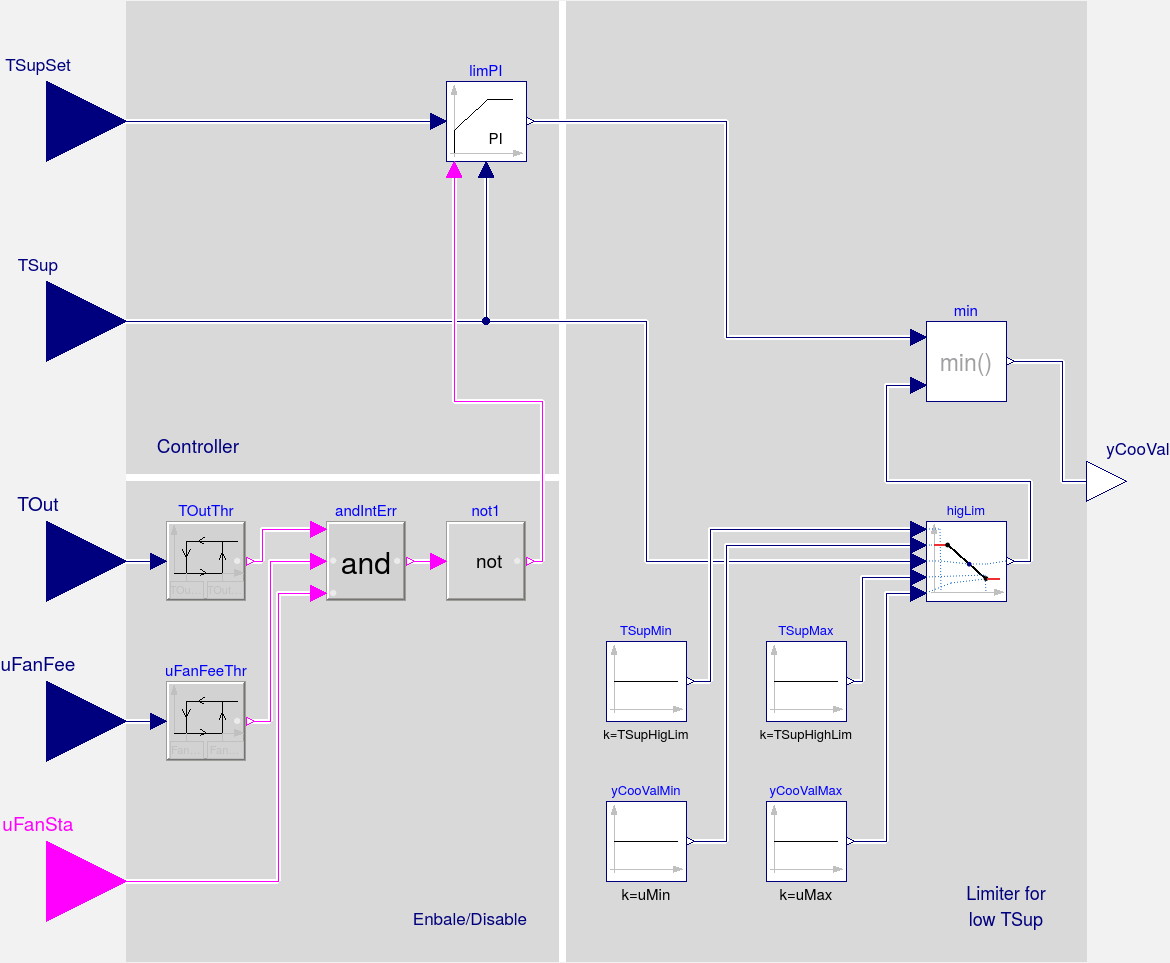 TSupSet
limPI
PI
TSup
min
min()
Controller
yCooVal
TOut
TOutThr
andIntErr
not1
higLim
and
not
TOu...
TOut...
TSupMin
TSupMax
uFanFee
uFanFeeThr
k=TSupHigLim
k=TSupHighLim
Fan...
Fan...
yCooValMin
yCooValMax
uFanSta
k=uMin
k=uMax
Limiter for
low TSup
Enbale/Disable